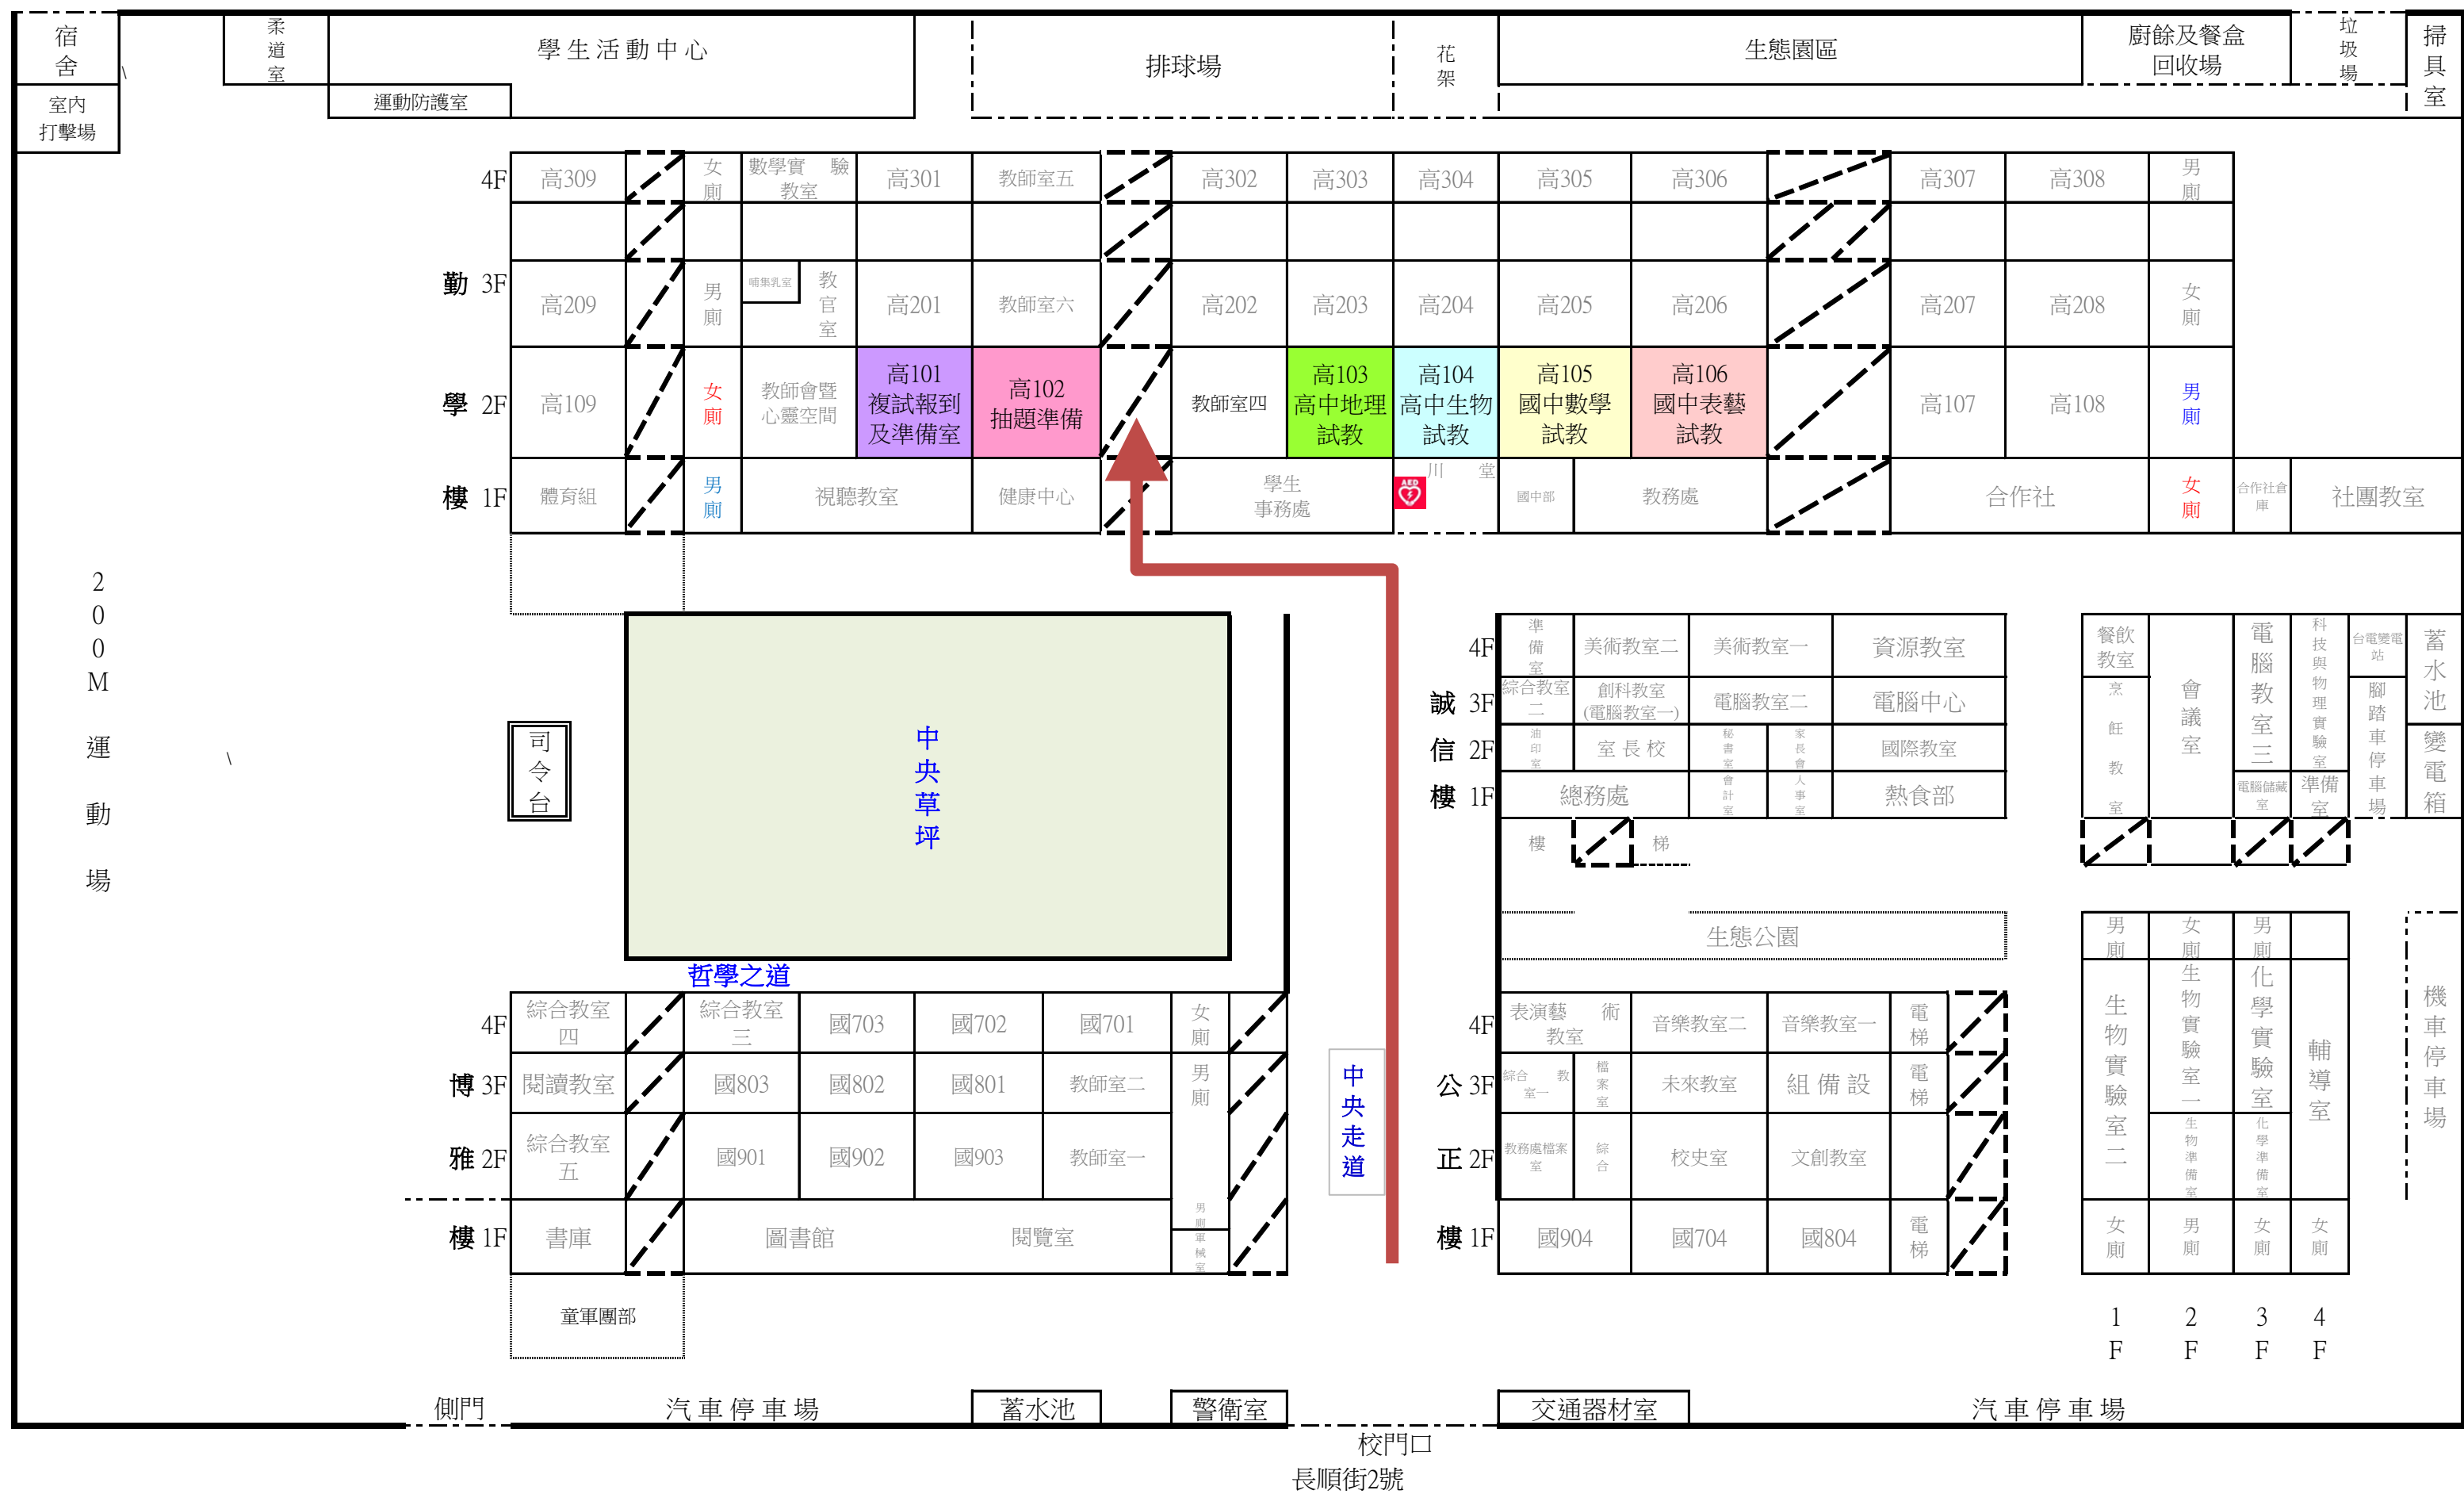 宿舍
室內
打擊場
柔道室
學生活動中心
運動防護室
排球場
花架
生態園區
廚餘及餐盒
回收場
垃圾場
掃具室
\
4F
高309
女廁
數學實 驗
教室
高301
教師室五
高302
高303
高304
高305
高306
高307
高308
男廁
勤 3F
高209
男廁
哺集乳室
教官室
高201
教師室六
高202
高203
高204
高205
高206
高207
高208
女廁
學 2F
高109
女廁
教師會暨
心靈空間
高101
複試報到
及準備室
高102
抽題準備
教師室四
高103
高中地理
試教
高104
高中生物
試教
高105
國中數學
試教
高106
國中表藝
試教
高107
高108
男廁
樓 1F
體育組
男廁
視聽教室
健康中心
學生
事務處
川 堂
AED
國中部
教務處
合作社
女廁
合作社倉
庫
社團教室
200M運動場
\
司令台
中央草坪
哲學之道
4F
準備室
美術教室二
美術教室一
資源教室
誠 3F
綜合教室
二
創科教室
(電腦教室一)
電腦教室二
電腦中心
信 2F
油印室
室長校
秘書室
家長會
國際教室
樓 1F
總務處
會計室
人事室
熱食部
樓 梯
餐飲
教室
烹飪教室
會議室
電腦教室三
電腦儲藏
室
科技與物理實驗室
準備
室
台電變電
站
腳踏車停車場
蓄水池
變電箱
生態公園
4F
綜合教室
四
綜合教室
三
國703
國702
國701
女廁
博 3F
閱讀教室
國803
國802
國801
教師室二
男廁
雅 2F
綜合教室
五
國901
國902
國903
教師室一
樓 1F
書庫
圖書館
閱覽室
男廁
軍械室
童軍團部
中央走道
4F
表演藝 術
教室
音樂教室二
音樂教室一
電梯
公 3F
綜合 教
室一
檔案室
未來教室
組備設
電梯
正 2F
教務處檔案
室
綜合
校史室
文創教室
樓 1F
國904
國704
國804
電梯
男廁
女廁
男廁
生物實驗室二
生物實驗室一
生物準備室
化學實驗室
化學準備室
輔導室
女廁
男廁
女廁
女廁
1F
2F
3F
4F
機車停車場
側門
汽車停車場
蓄水池
警衛室
交通器材室
汽車停車場
校門口
長順街2號